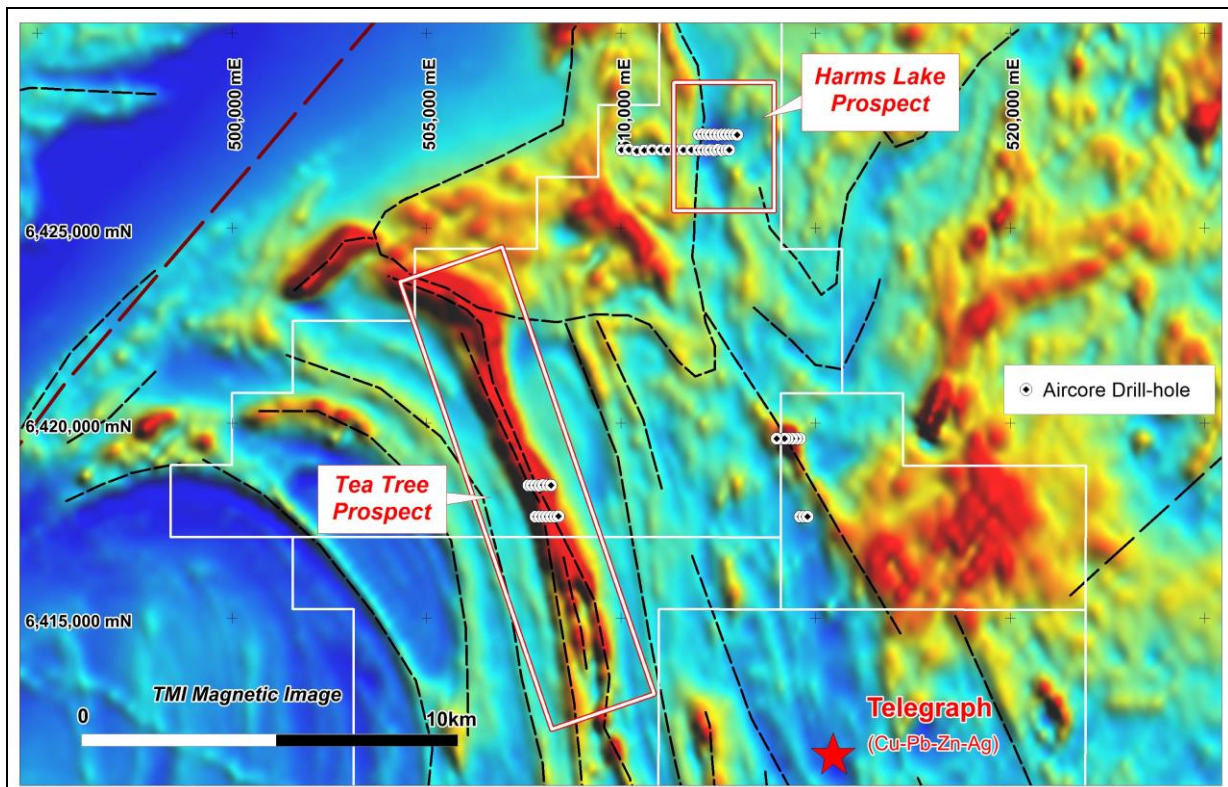 500,000 mE
505,000 mE
510,000 mE
520,000 mE
Harms Lake
Prospect
6,425,000 mN
Aircore Drill-hole
6,420,000 mN
Tea Tree
Prospect
6,415,000 mN
TMI Magnetic Image
0
10km
Telegraph
(Cu-Pb-Zn-Ag)